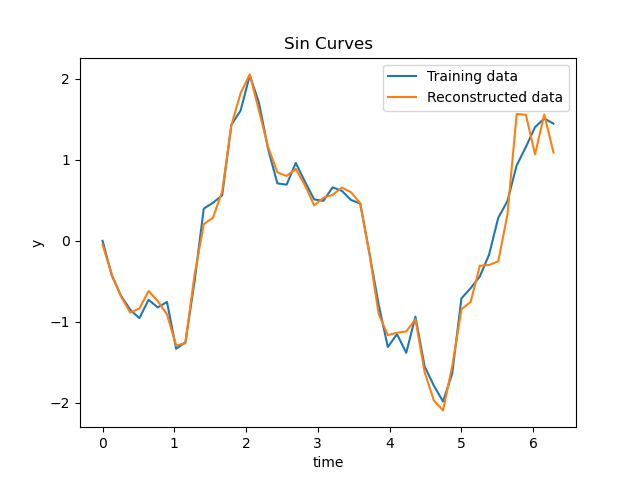 Sin Curves
Training data
Reconstructed data
2
1
0
−1
−2
y
0 1 2 3 4 5 6
time